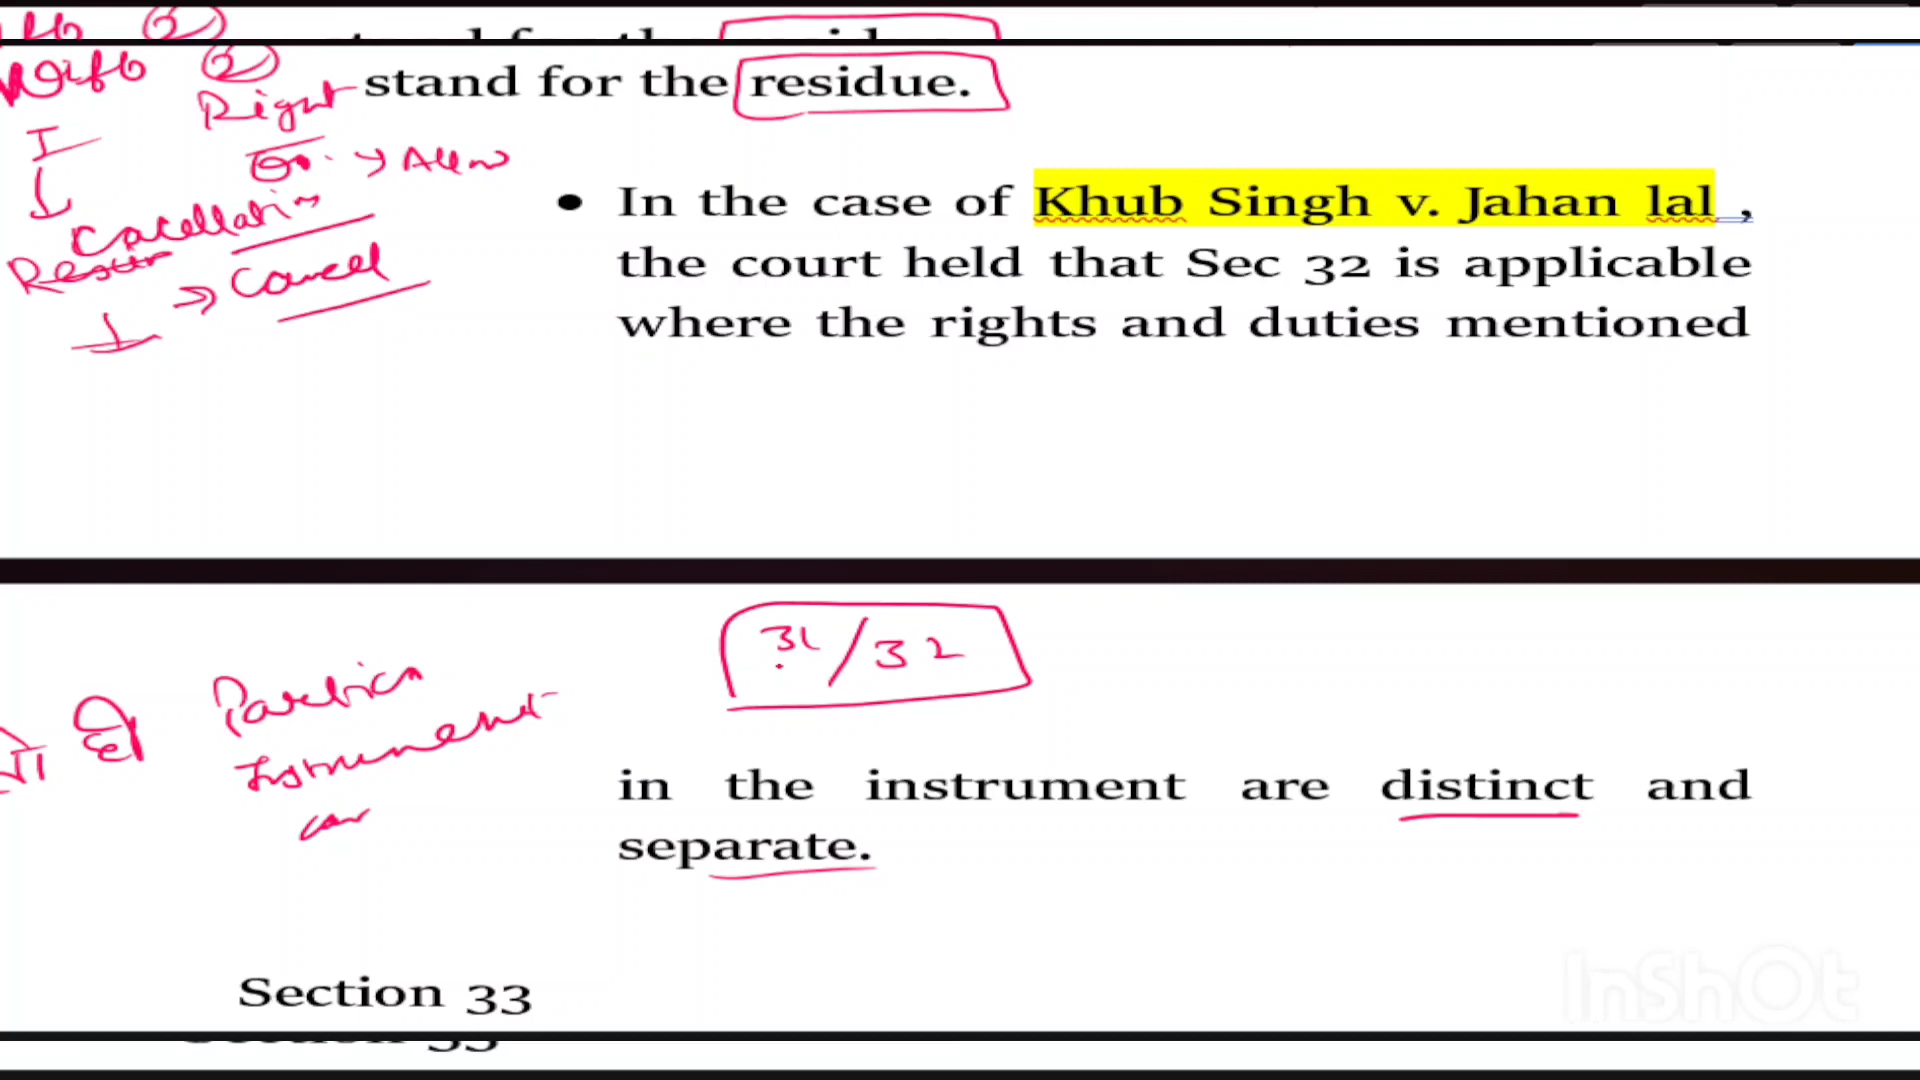 stand for the residue.
Right
Cancel
• In the case of Khub Singh v. Jahan lal ,
the court held that Sec 32 is applicable
where the rights and duties mentioned
31/32
Instrument
in the instrument are distinct and
separate.
Section 33
InShOt